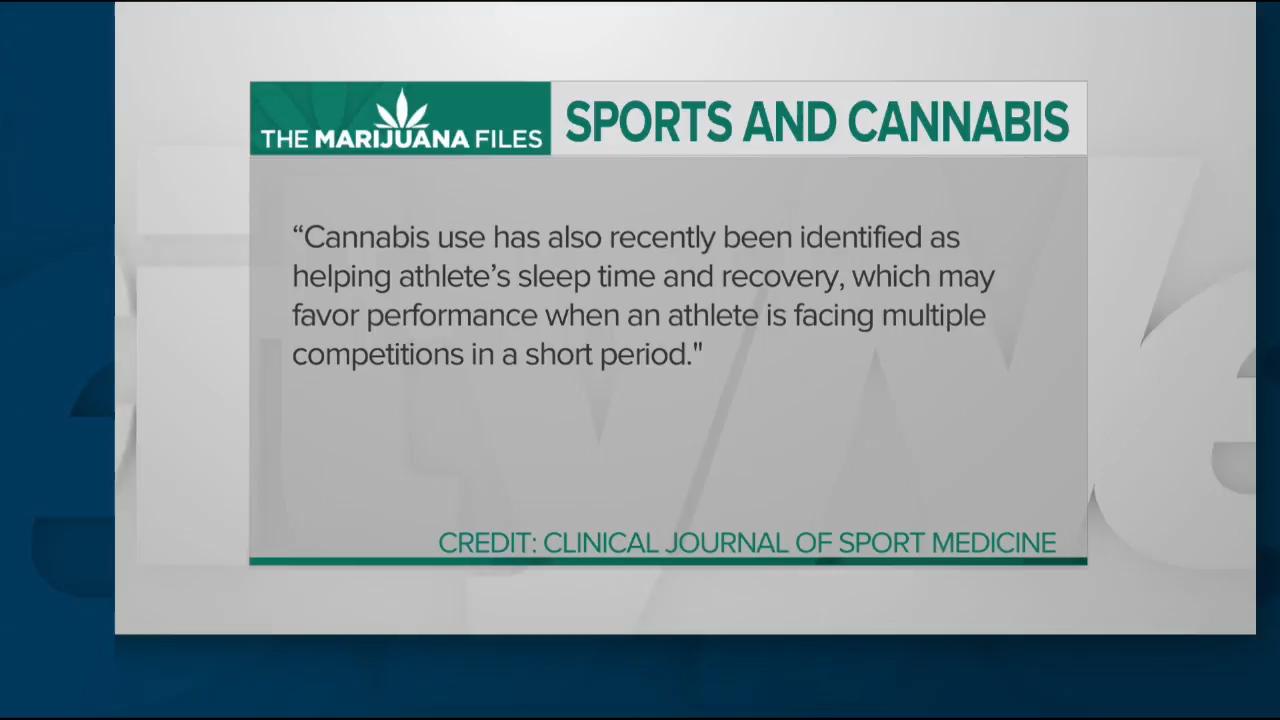 THE MARIJUANA FILES
SPORTS AND CANNABIS
“Cannabis use has also recently been identified as
helping athlete’s sleep time and recovery, which may
favor performance when an athlete is facing multiple
competitions in a short period."
CREDIT: CLINICAL JOURNAL OF SPORT MEDICINE